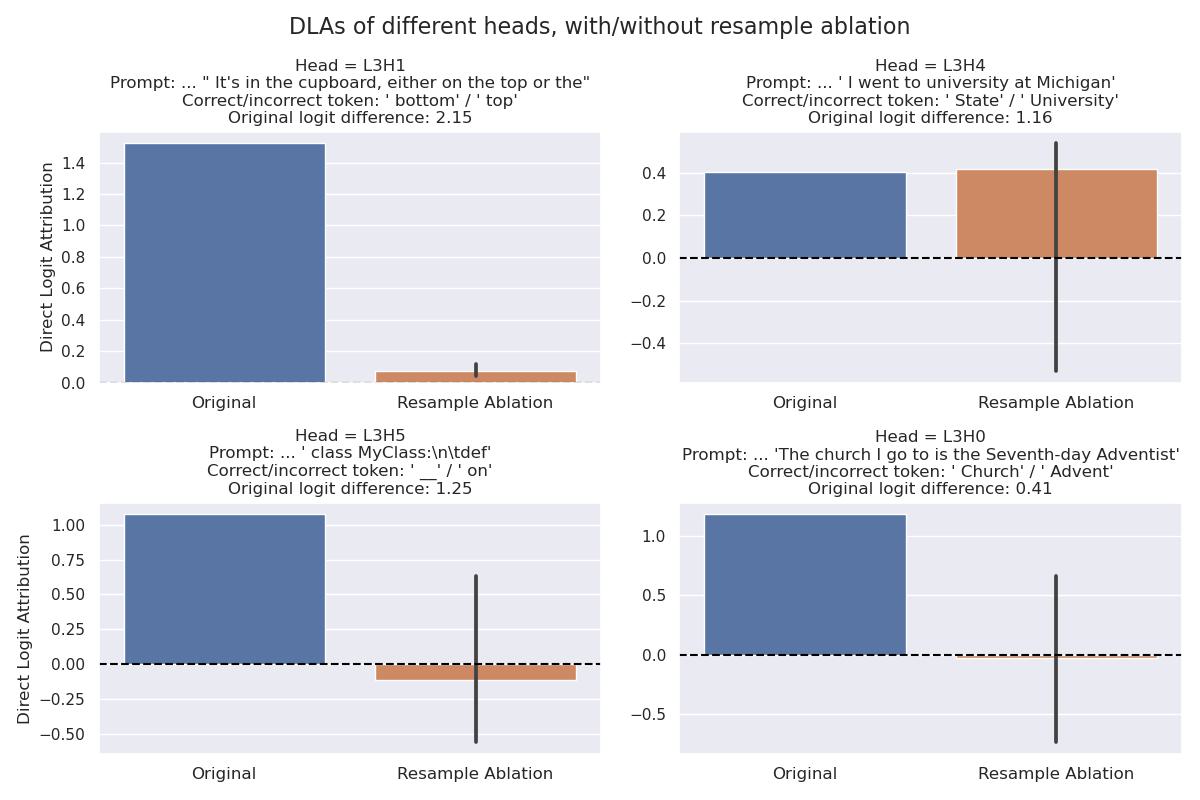 DLAs of different heads, with/without resample ablation
Head = L3H1
Prompt: ... " It's in the cupboard, either on the top or the"
Correct/incorrect token: ' bottom' / ' top'
Original logit difference: 2.15
Direct Logit Attribution
1.4
1.2
1.0
0.8
0.6
0.4
0.2
0.0
Original
Resample Ablation
Head = L3H4
Prompt: ... ' I went to university at Michigan'
Correct/incorrect token: ' State' / ' University'
Original logit difference: 1.16
0.4
0.2
0.0
−0.2
−0.4
Original
Resample Ablation
Head = L3H5
Prompt: ... ' class MyClass:\n\tdef'
Correct/incorrect token: ' __' / ' on'
Original logit difference: 1.25
Direct Logit Attribution
1.00
0.75
0.50
0.25
0.00
−0.25
−0.50
Original
Resample Ablation
Head = L3H0
Prompt: ... 'The church I go to is the Seventh-day Adventist'
Correct/incorrect token: ' Church' / ' Advent'
Original logit difference: 0.41
1.0
0.5
0.0
−0.5
Original
Resample Ablation